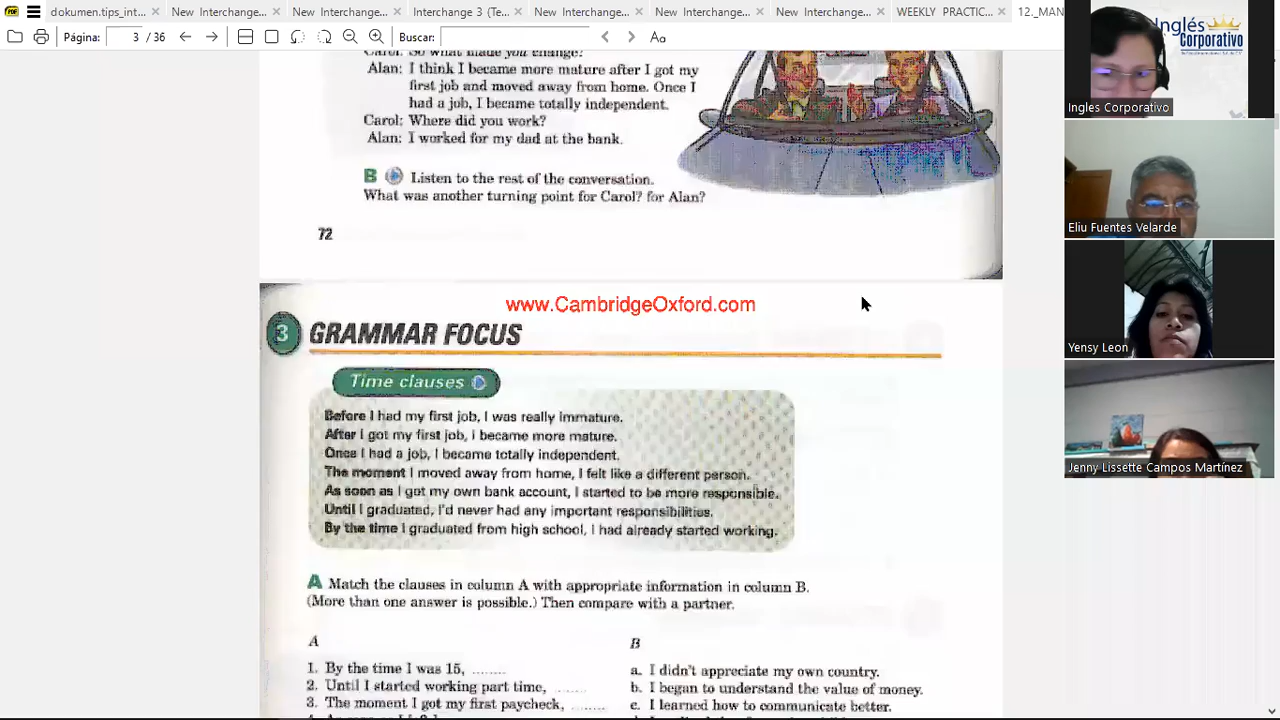 dokumen.tips_int...
New Interchange...
New Interchange...
Interchange 3 (Te...
New Interchange...
New Interchange...
New Interchange...
WEEKLY PRACTIC...
12._MAN
Página: 3 / 36
Buscar:
Inglés
Corporativo
Ingles Corporativo
Eliu Fuentes Velarde
Yensy Leon
Jenny Lissette Campos Martínez
Carol: So what made you change?
Alan: I think I became more mature after I got my
first job and moved away from home. Once I
had a job, I became totally independent.
Carol: Where did you work?
Alan: I worked for my dad at the bank.
B Listen to the rest of the conversation.
What was another turning point for Carol? for Alan?
72
www.CambridgeOxford.com
3 GRAMMAR FOCUS
Time clauses
Before I had my first job, I was really immature.
After I got my first job, I became more mature.
Once I had a job, I became totally independent.
The moment I moved away from home, I felt like a different person.
As soon as I got my own bank account, I started to be more responsible.
Until I graduated, I'd never had any important responsibilities.
By the time I graduated from high school, I had already started working.
A Match the clauses in column A with appropriate information in column B.
(More than one answer is possible.) Then compare with a partner.
A
1. By the time I was 15, ........
2. Until I started working part time, ........
3. The moment I got my first paycheck, ........
B
a. I didn't appreciate my own country.
b. I began to understand the value of money.
c. I learned how to communicate better.